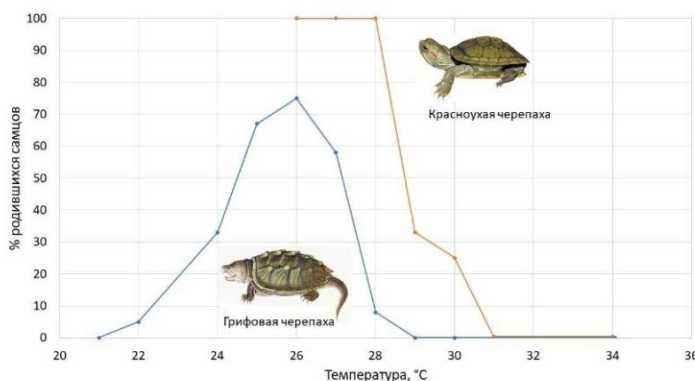 100
90
80
70
60
50
40
30
20
10
0
% родившихся самцов
Красноухая черепаха
Грифовая черепаха
20 22 24 26 28 30 32 34 36
Температура, °C